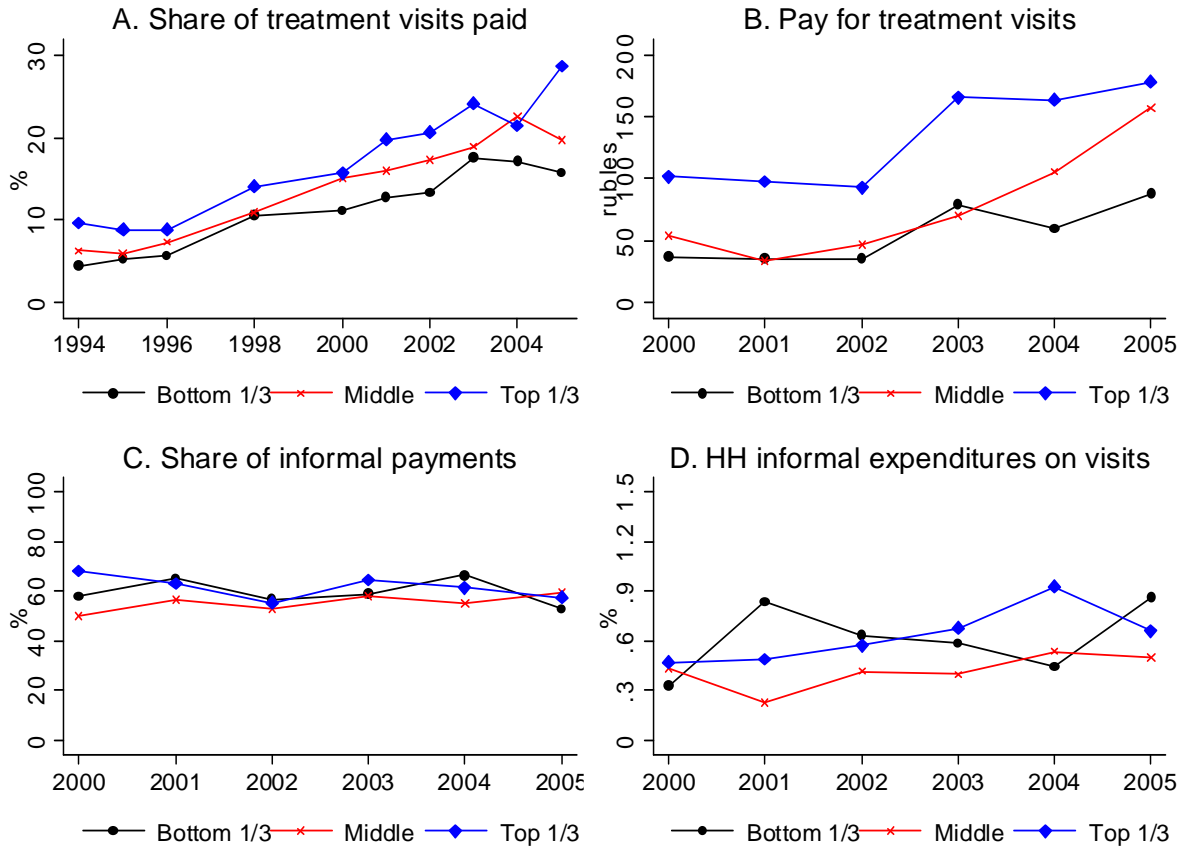 A. Share of treatment visits paid
%
30
20
10
0
1994 1996 1998 2000 2002 2004
Bottom 1/3 Middle Top 1/3
B. Pay for treatment visits
rubles
200
150
100
50
0
2000 2001 2002 2003 2004 2005
Bottom 1/3 Middle Top 1/3
C. Share of informal payments
%
100
80
60
40
20
0
2000 2001 2002 2003 2004 2005
Bottom 1/3 Middle Top 1/3
D. HH informal expenditures on visits
%
1.5
1.2
.9
.6
.3
0
2000 2001 2002 2003 2004 2005
Bottom 1/3 Middle Top 1/3